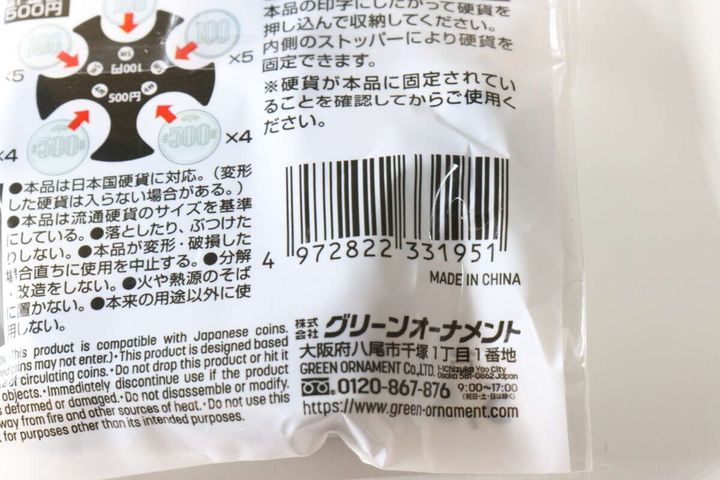 500円
100
100
×5
×5
100円
500円
500
500
×4
×4
本品の印字にしたがって硬貨を
押し込んで収納してください。
内側のストッパーにより硬貨を
固定できます。
※硬貨が本品に固定されてい
ることを確認してからご使用く
ださい。
●本品は日本国硬貨に対応。（変形
した硬貨は入らない場合がある。）
●本品は流通硬貨のサイズを基準
にしている。●落としたり、ぶつけた
りしない。●本品が変形・破損した
場合直ちに使用を中止する。●分解
・改造をしない。●火や熱源のそば
に置かない。●本来の用途以外に使
用しない。
4 972822 331951
MADE IN CHINA
this product is compatible with Japanese coins.
coins may not enter.)・This product is designed based
of circulating coins.・Do not drop this product or hit it
objects.・Immediately discontinue use if the product
is deformed or damaged.・Do not disassemble or modify.
away from fire and other sources of heat.・Do not use this
for purposes other than its intended purposes.
株式会社 グリーンオーナメント
大阪府八尾市千塚1丁目1番地
GREEN ORNAMENT CO.,LTD. 1-1Chizuka Yao City
Osaka 581-0862 Japan
0120-867-876 9:00〜17:00
(祝日・土・日は除く)
https://www.green-ornament.com/